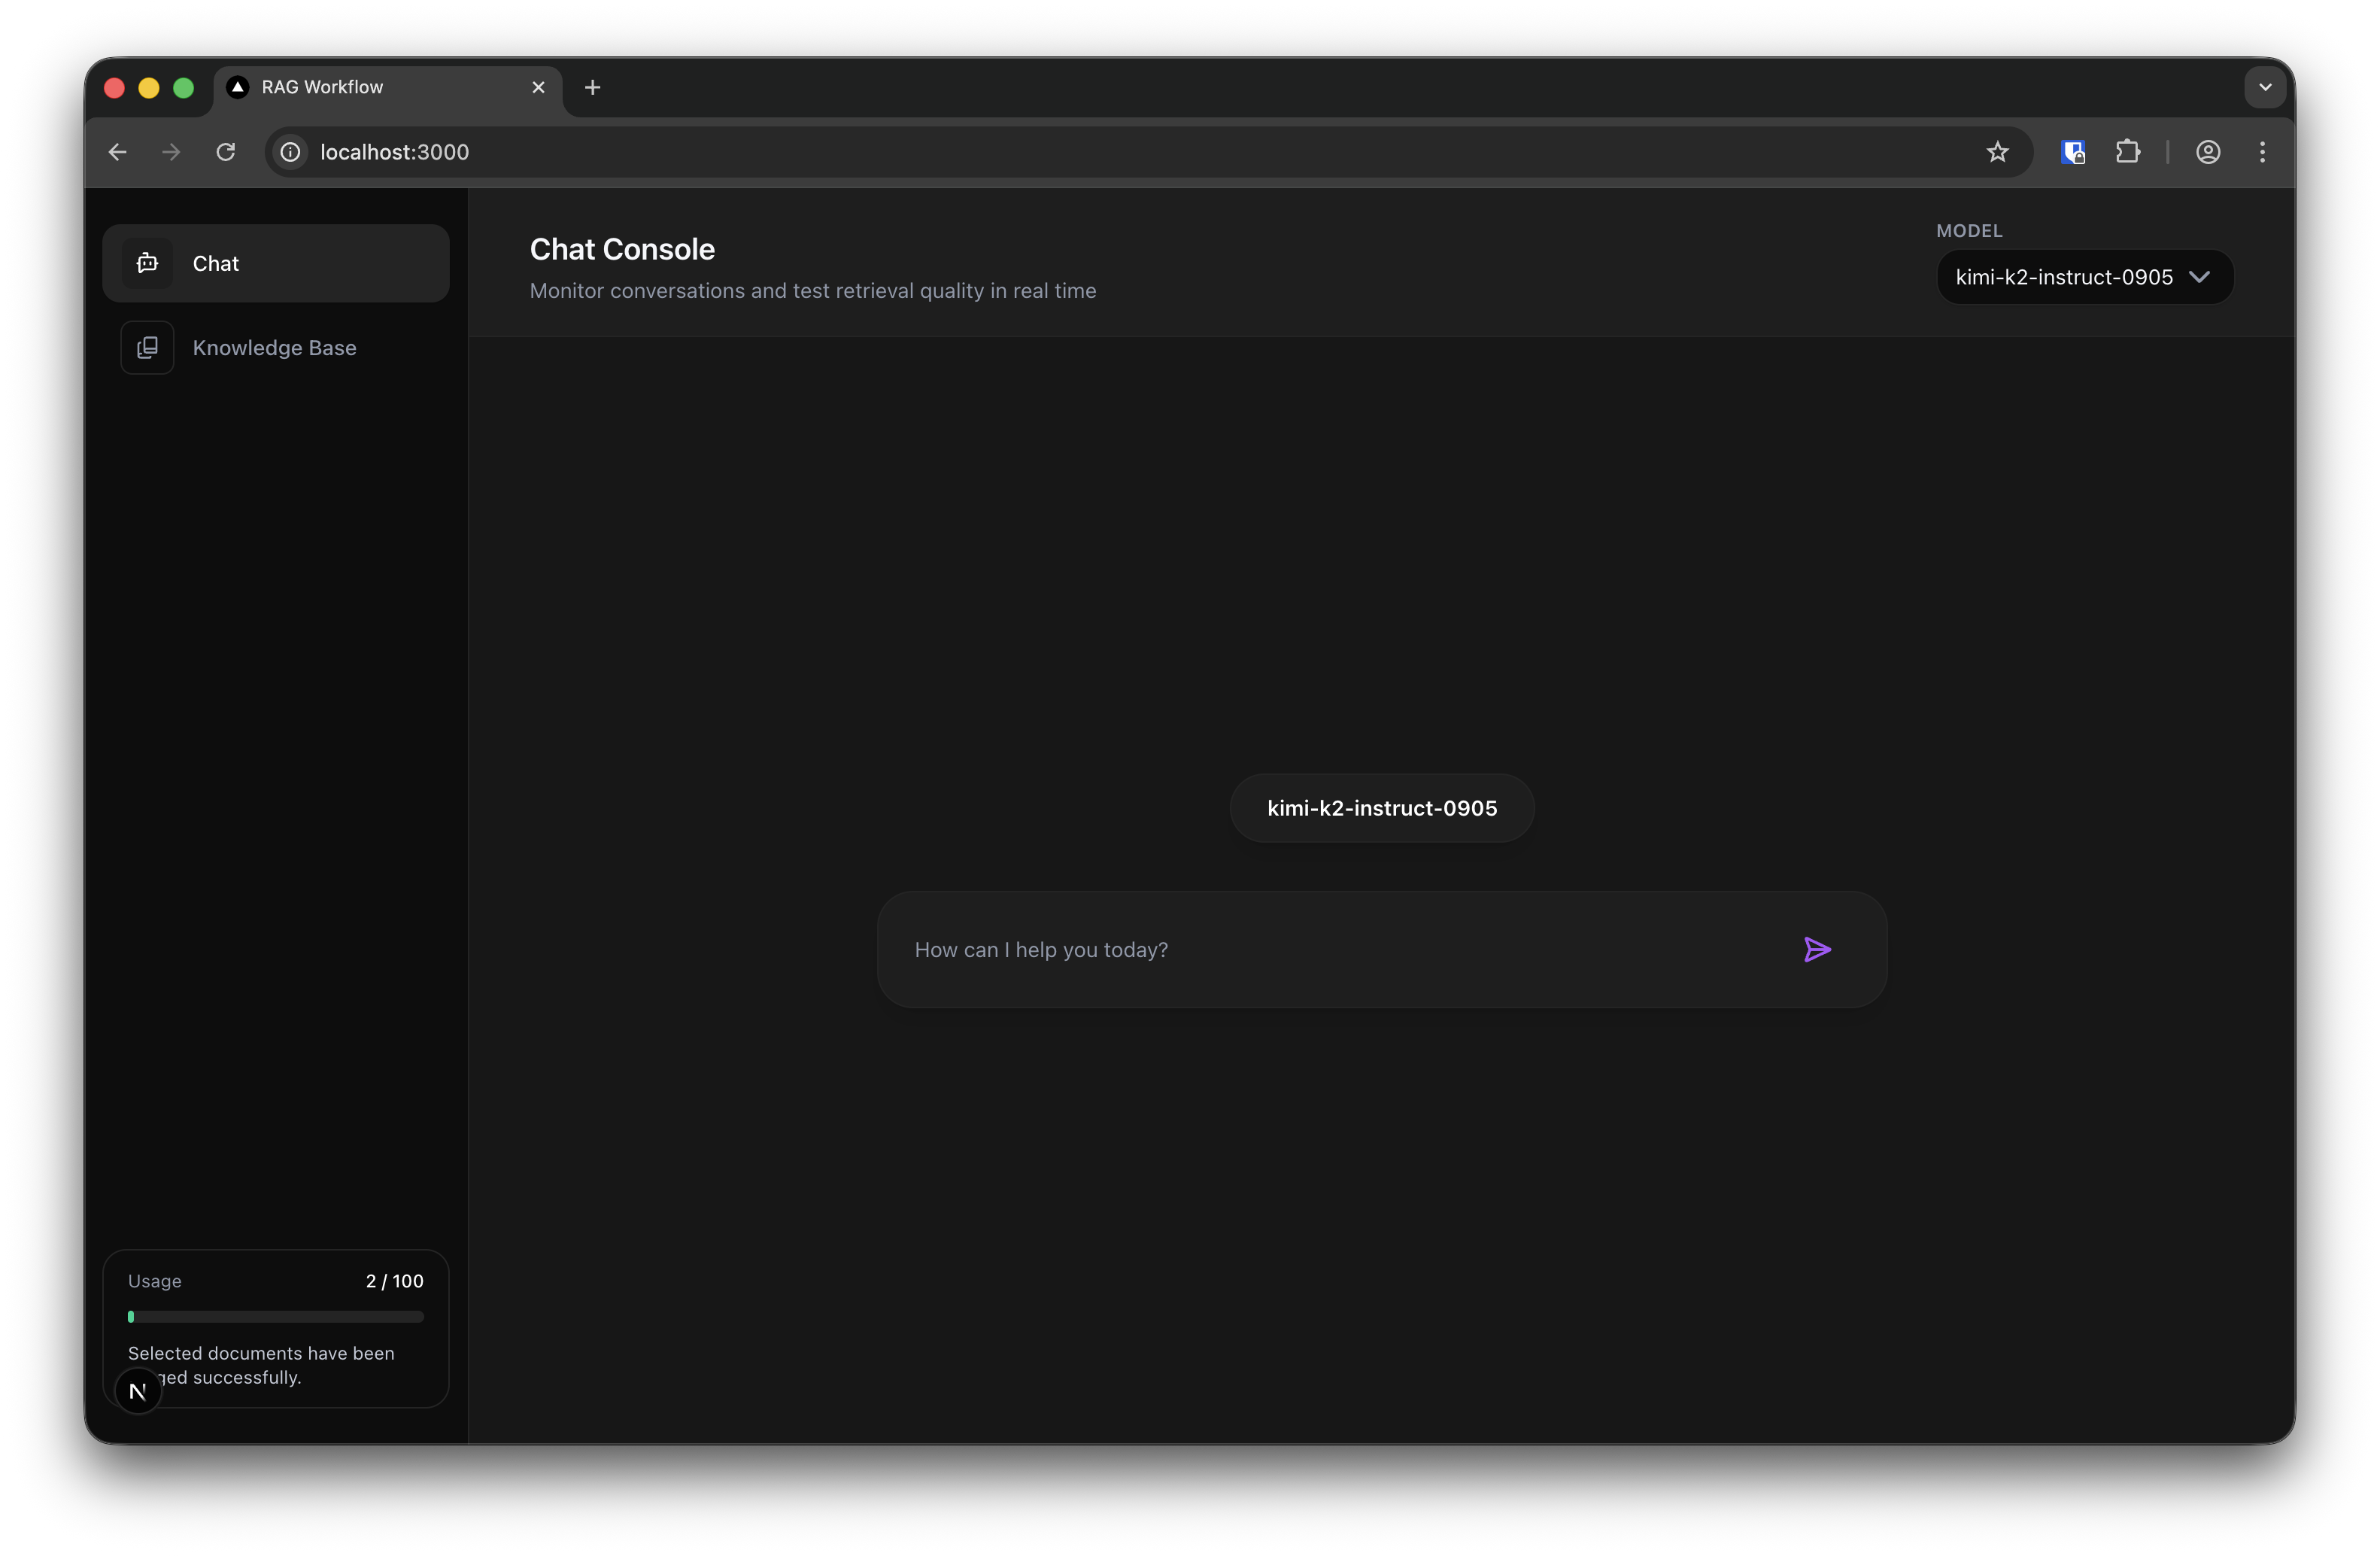 RAG Workflow
localhost:3000
Chat
Knowledge Base
Chat Console
Monitor conversations and test retrieval quality in real time
MODEL
kimi-k2-instruct-0905
kimi-k2-instruct-0905
How can I help you today?
Usage
2 / 100
Selected documents have been
successfully.
N